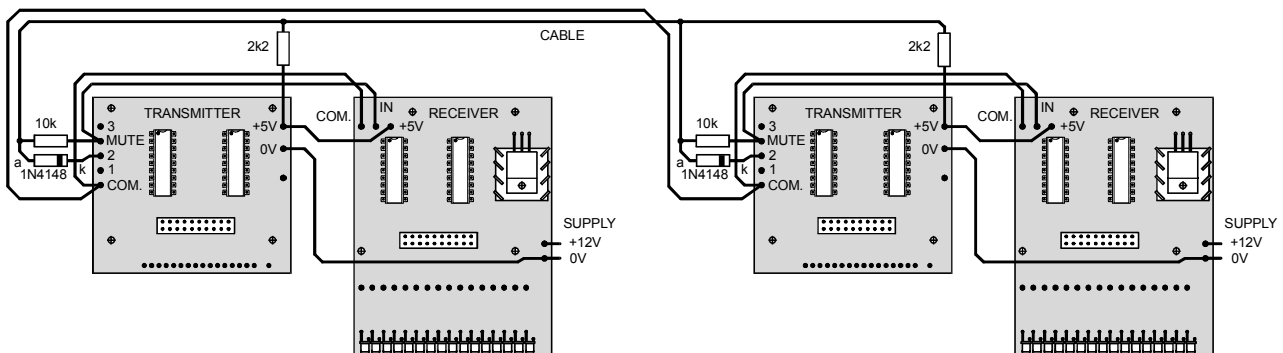 CABLE
2k2
TRANSMITTER
10k
3
MUTE
a
2
1N4148
k
1
COM.
+5V
0V
COM.
IN
RECEIVER
+5V
SUPPLY
+12V
0V
2k2
TRANSMITTER
10k
3
MUTE
a
2
1N4148
k
1
COM.
+5V
0V
COM.
IN
RECEIVER
+5V
SUPPLY
+12V
0V